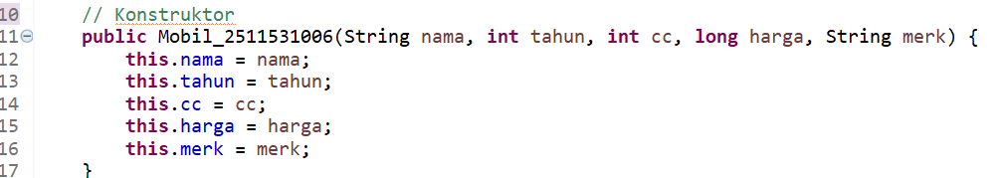 10 // Konstruktor
11 public Mobil_2511531006(String nama, int tahun, int cc, long harga, String merk) {
12 this.nama = nama;
13 this.tahun = tahun;
14 this.cc = cc;
15 this.harga = harga;
16 this.merk = merk;
17 }